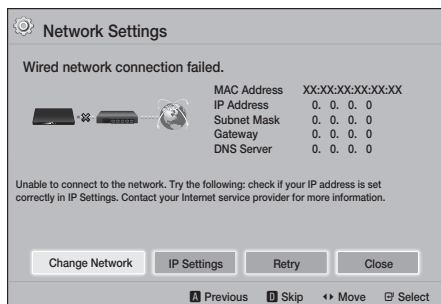 Network Settings
Wired network connection failed.
MAC Address XX:XX:XX:XX:XX:XX
IP Address 0. 0. 0. 0
Subnet Mask 0. 0. 0. 0
Gateway 0. 0. 0. 0
DNS Server 0. 0. 0. 0
Unable to connect to the network. Try the following: check if your IP address is set
correctly in IP Settings. Contact your Internet service provider for more information.
Change Network IP Settings Retry Close
A Previous D Skip Move Select